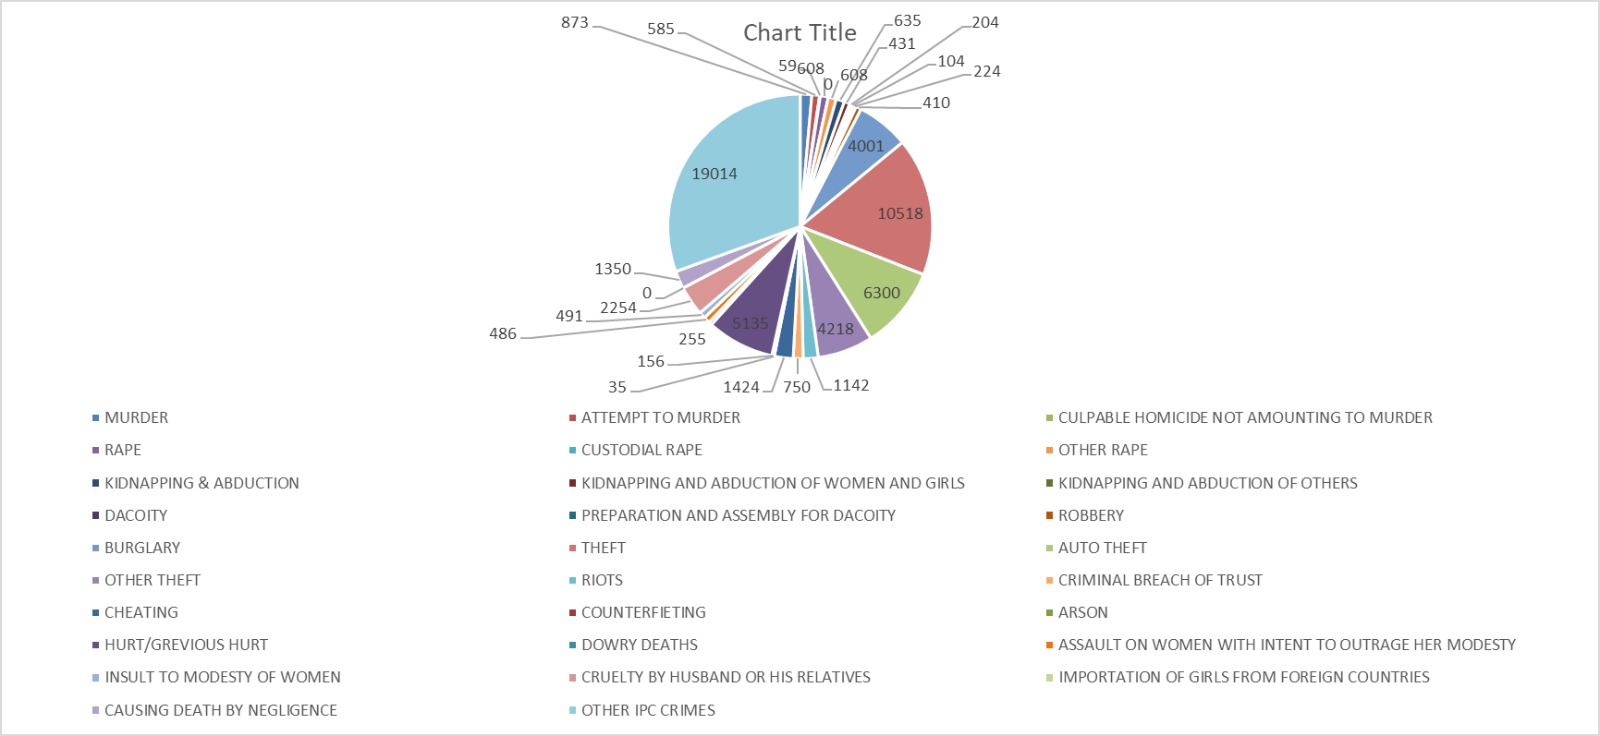 Chart Title
873
585
59
608
0
608
635
431
204
104
224
410
4001
10518
6300
4218
1142
750
1424
35
156
5135
255
486
491
2254
0
1350
19014
MURDER
ATTEMPT TO MURDER
CULPABLE HOMICIDE NOT AMOUNTING TO MURDER
RAPE
CUSTODIAL RAPE
OTHER RAPE
KIDNAPPING & ABDUCTION
KIDNAPPING AND ABDUCTION OF WOMEN AND GIRLS
KIDNAPPING AND ABDUCTION OF OTHERS
DACOITY
PREPARATION AND ASSEMBLY FOR DACOITY
ROBBERY
BURGLARY
THEFT
AUTO THEFT
OTHER THEFT
RIOTS
CRIMINAL BREACH OF TRUST
CHEATING
COUNTERFIETING
ARSON
HURT/GREVIOUS HURT
DOWRY DEATHS
ASSAULT ON WOMEN WITH INTENT TO OUTRAGE HER MODESTY
INSULT TO MODESTY OF WOMEN
CRUELTY BY HUSBAND OR HIS RELATIVES
IMPORTATION OF GIRLS FROM FOREIGN COUNTRIES
CAUSING DEATH BY NEGLIGENCE
OTHER IPC CRIMES